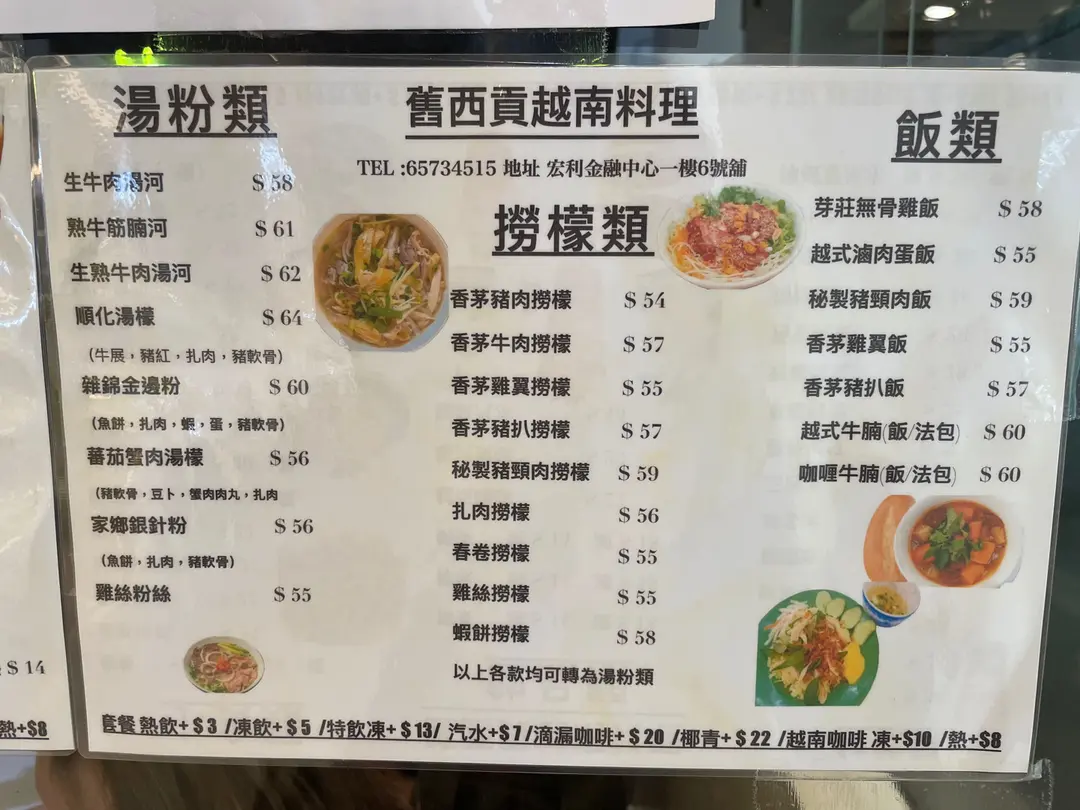 湯粉類
生牛肉湯河 $ 58
熟牛筋腩河 $ 61
生熟牛肉湯河 $ 62
順化湯檬 $ 64
(牛展，豬紅，扎肉，豬軟骨)
雜錦金邊粉 $ 60
(魚餅，扎肉，蝦，蛋，豬軟骨)
蕃茄蟹肉湯檬 $ 56
(豬軟骨，豆卜，蟹肉肉丸，扎肉
家鄉銀針粉 $ 56
(魚餅，扎肉，豬軟骨)
雞絲粉絲 $ 55
舊西貢越南料理
TEL :65734515 地址 宏利金融中心一樓6號舖
撈檬類
香茅豬肉撈檬 $ 54
香茅牛肉撈檬 $ 57
香茅雞翼撈檬 $ 55
香茅豬扒撈檬 $ 57
秘製豬頸肉撈檬 $ 59
扎肉撈檬 $ 56
春卷撈檬 $ 55
雞絲撈檬 $ 55
蝦餅撈檬 $ 58
以上各款均可轉為湯粉類
飯類
芽莊無骨雞飯 $ 58
越式滷肉蛋飯 $ 55
秘製豬頸肉飯 $ 59
香茅雞翼飯 $ 55
香茅豬扒飯 $ 57
越式牛腩(飯/法包) $ 60
咖喱牛腩(飯/法包) $ 60
套餐 熱飲+$ 3 /凍飲+$ 5 /特飲凍+$ 13/ 汽水+$ 7 /滴漏咖啡+$ 20 /椰青+$ 22 /越南咖啡 凍+$10 /熱+$8
$ 14
熱+$8